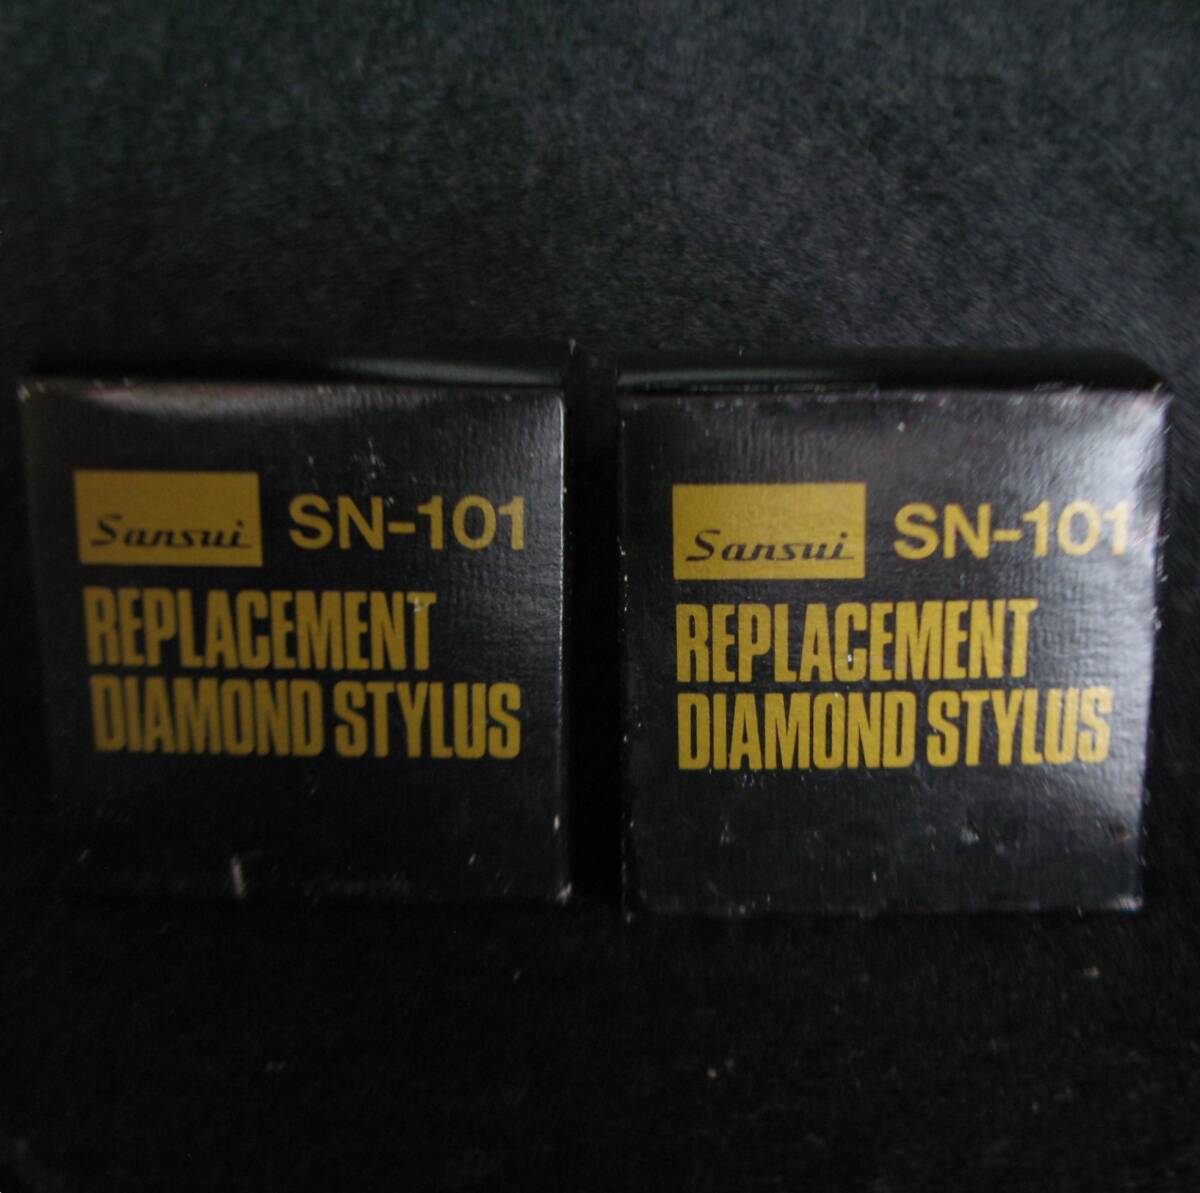 Sansui SN-101
REPLACEMENT
DIAMOND STYLUS
Sansui SN-101
REPLACEMENT
DIAMOND STYLUS